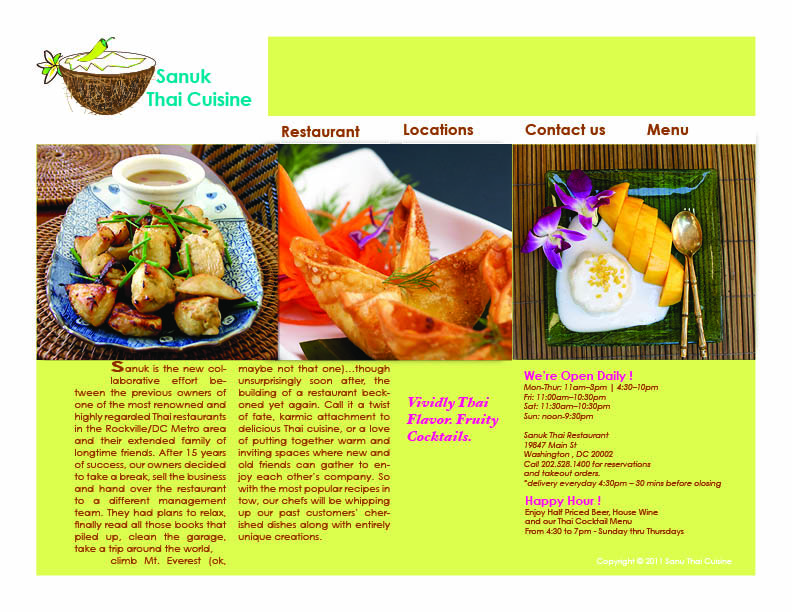 Sanuk
Thai Cuisine
Restaurant
Locations
Contact us
Menu
Sanuk is the new col-
laborative effort be-
tween the previous owners of
one of the most renowned and
highly regarded Thai restaurants
in the Rockville/DC Metro area
and their extended family of
longtime friends. After 15 years
of success, our owners decided
to take a break, sell the business
and hand over the restaurant
to a different management
team. They had plans to relax,
finally read all those books that
piled up, clean the garage,
take a trip around the world,
climb Mt. Everest (ok,
maybe not that one)...though
unsurprisingly soon after, the
building of a restaurant beck-
oned yet again. Call it a twist
of fate, karmic attachment to
delicious Thai cuisine, or a love
of putting together warm and
inviting spaces where new and
old friends can gather to en-
joy each other's company. So
with the most popular recipes in
tow, our chefs will be whipping
up our past customers' cher-
ished dishes along with entirely
unique creations.
Vividly Thai
Flavor. Fruity
Cocktails.
We're Open Daily !
Mon-Thur: 11am–3pm | 4:30–10pm
Fri: 11:00am–10:30pm
Sat: 11:30am–10:30pm
Sun: noon-9:30pm
Sanuk Thai Restaurant
19847 Main St
Washington , DC 20002
Call 202.528.1400 for reservations
and takeout orders.
*delivery everyday 4:30pm – 30 mins before olosing
Happy Hour !
Enjoy Half Priced Beer, House Wine
and our Thai Cocktail Menu
From 4:30 to 7pm - Sunday thru Thursdays
Copyright © 2011 Sanu Thai Cuisine